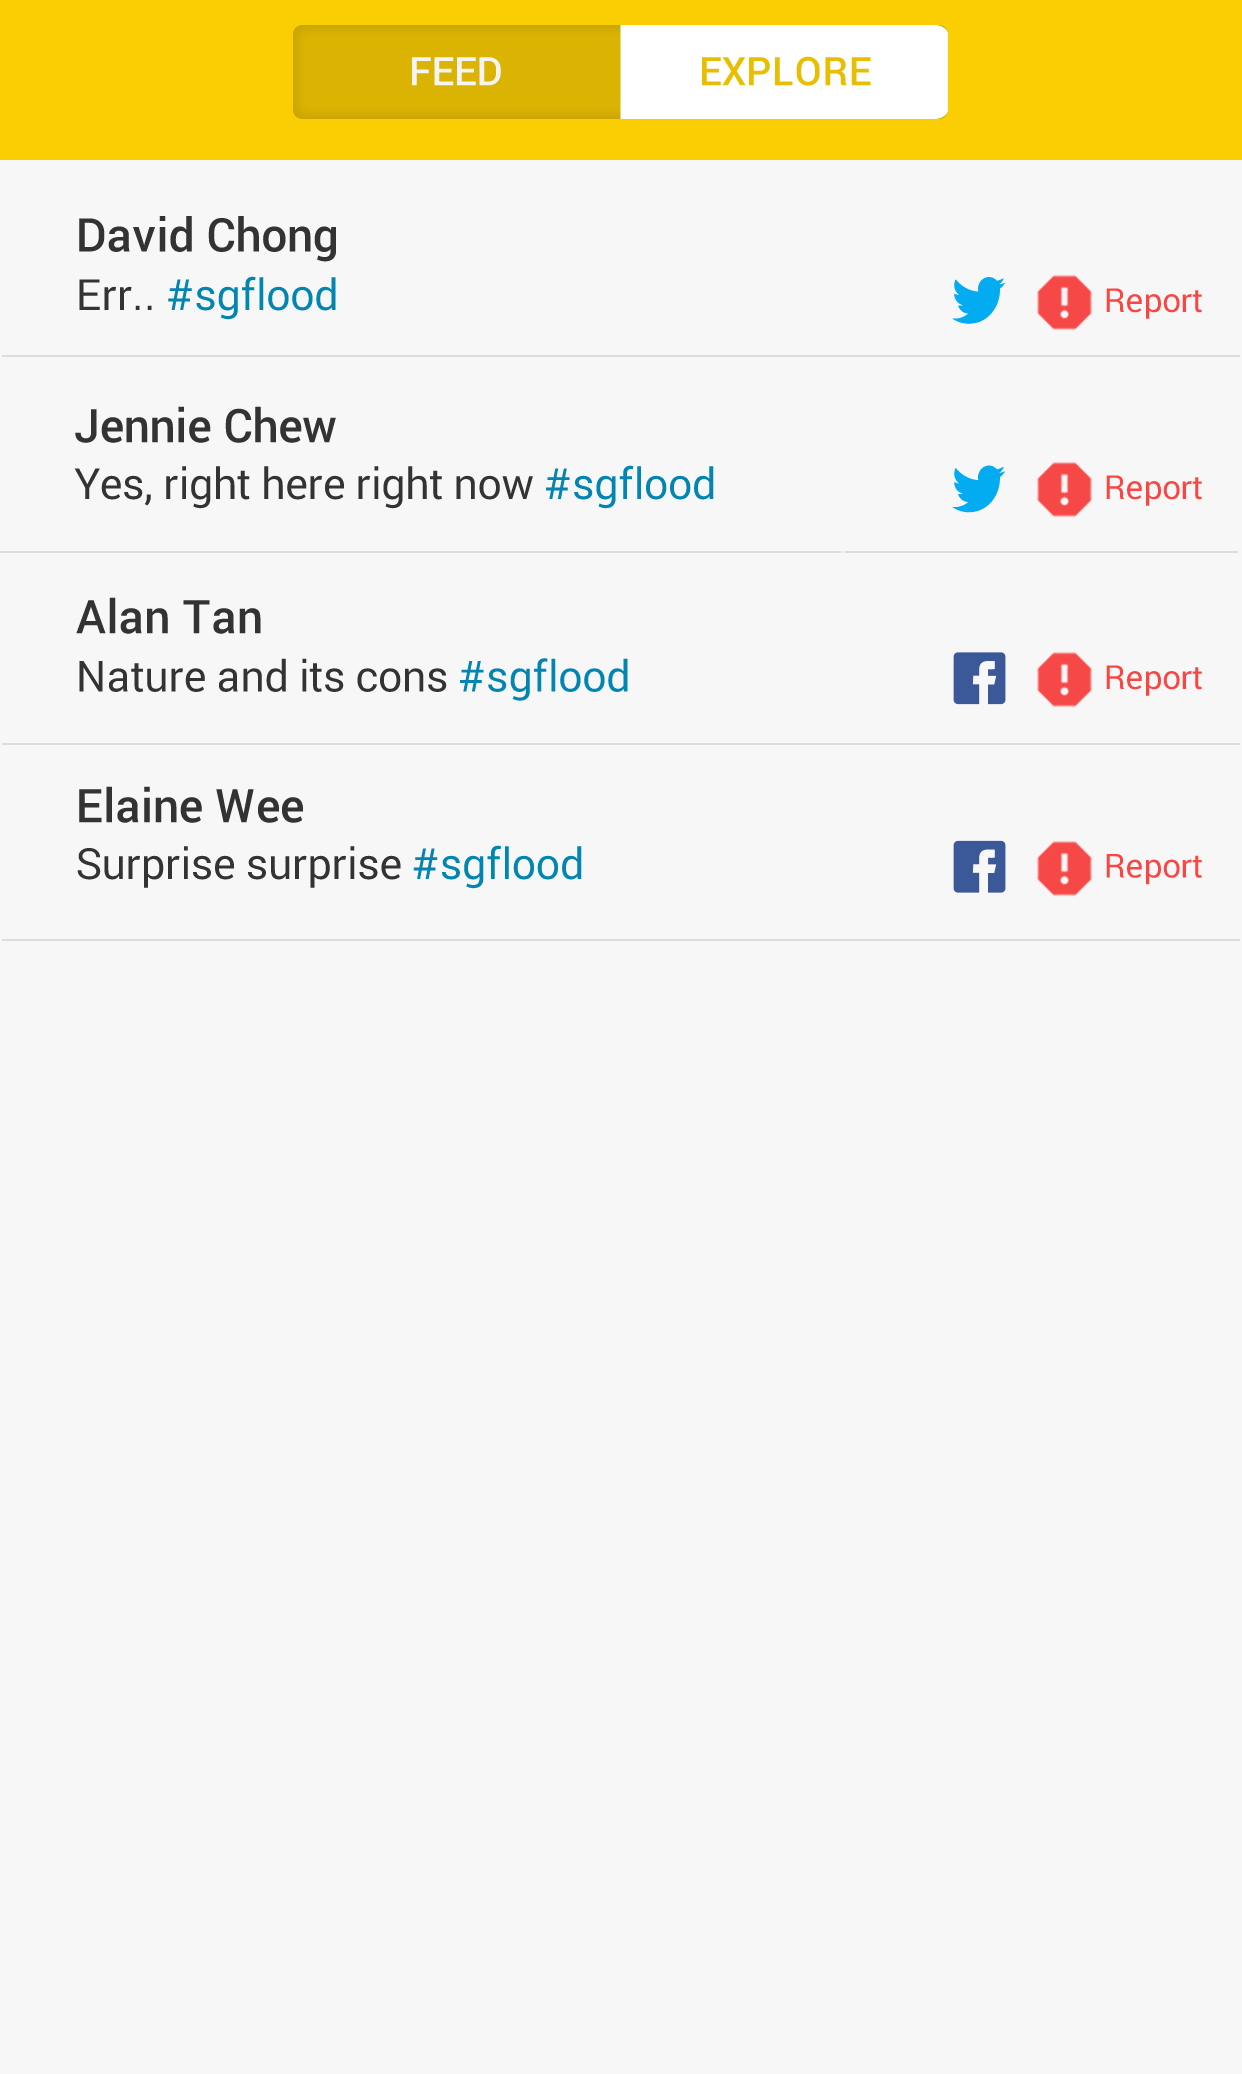 FEED EXPLORE
David Chong
Err.. #sgflood
Report
Jennie Chew
Yes, right here right now #sgflood
Report
Alan Tan
Nature and its cons #sgflood
Report
Elaine Wee
Surprise surprise #sgflood
Report